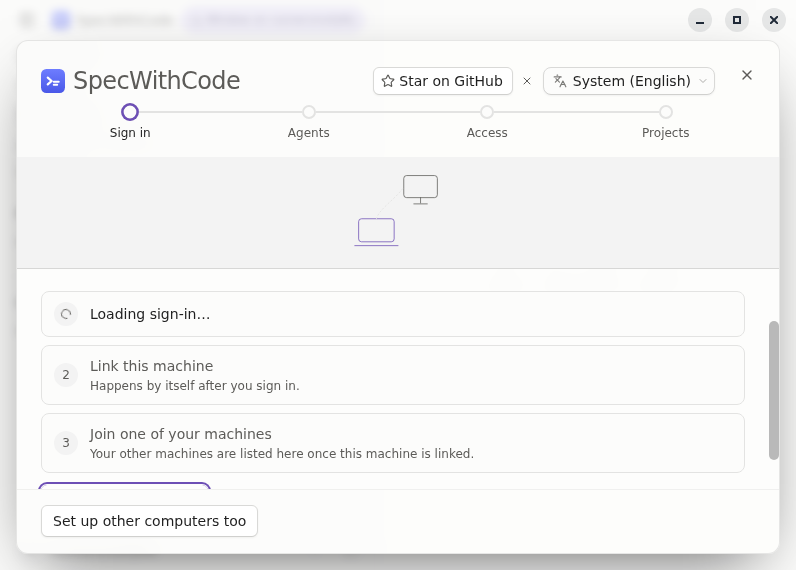 SpecWithCode
Star on GitHub
System (English)
Sign in
Agents
Access
Projects
Loading sign-in...
2
Link this machine
Happens by itself after you sign in.
3
Join one of your machines
Your other machines are listed here once this machine is linked.
Set up other computers too